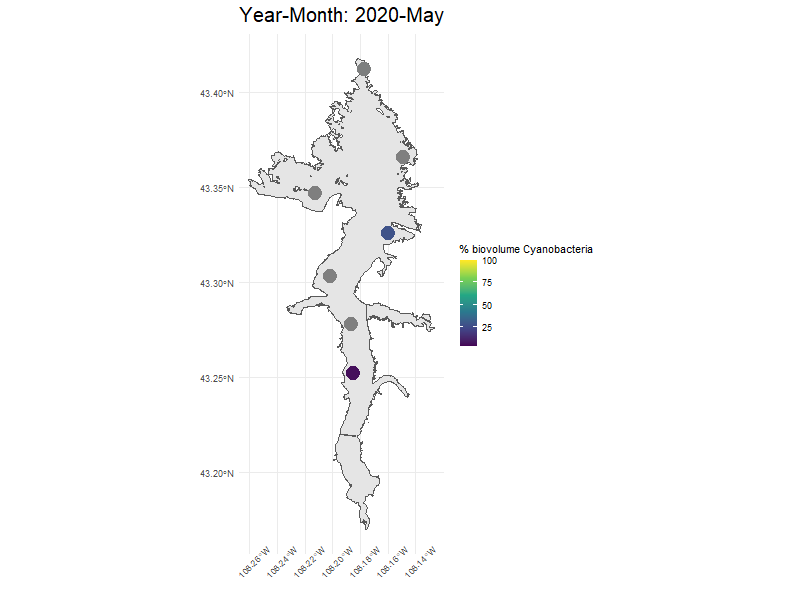 Year-Month: 2020-May
43.40°N
43.35°N
43.30°N
43.25°N
43.20°N
108.26°W
108.24°W
108.22°W
108.20°W
108.18°W
108.16°W
108.14°W
% biovolume Cyanobacteria
100
75
50
25